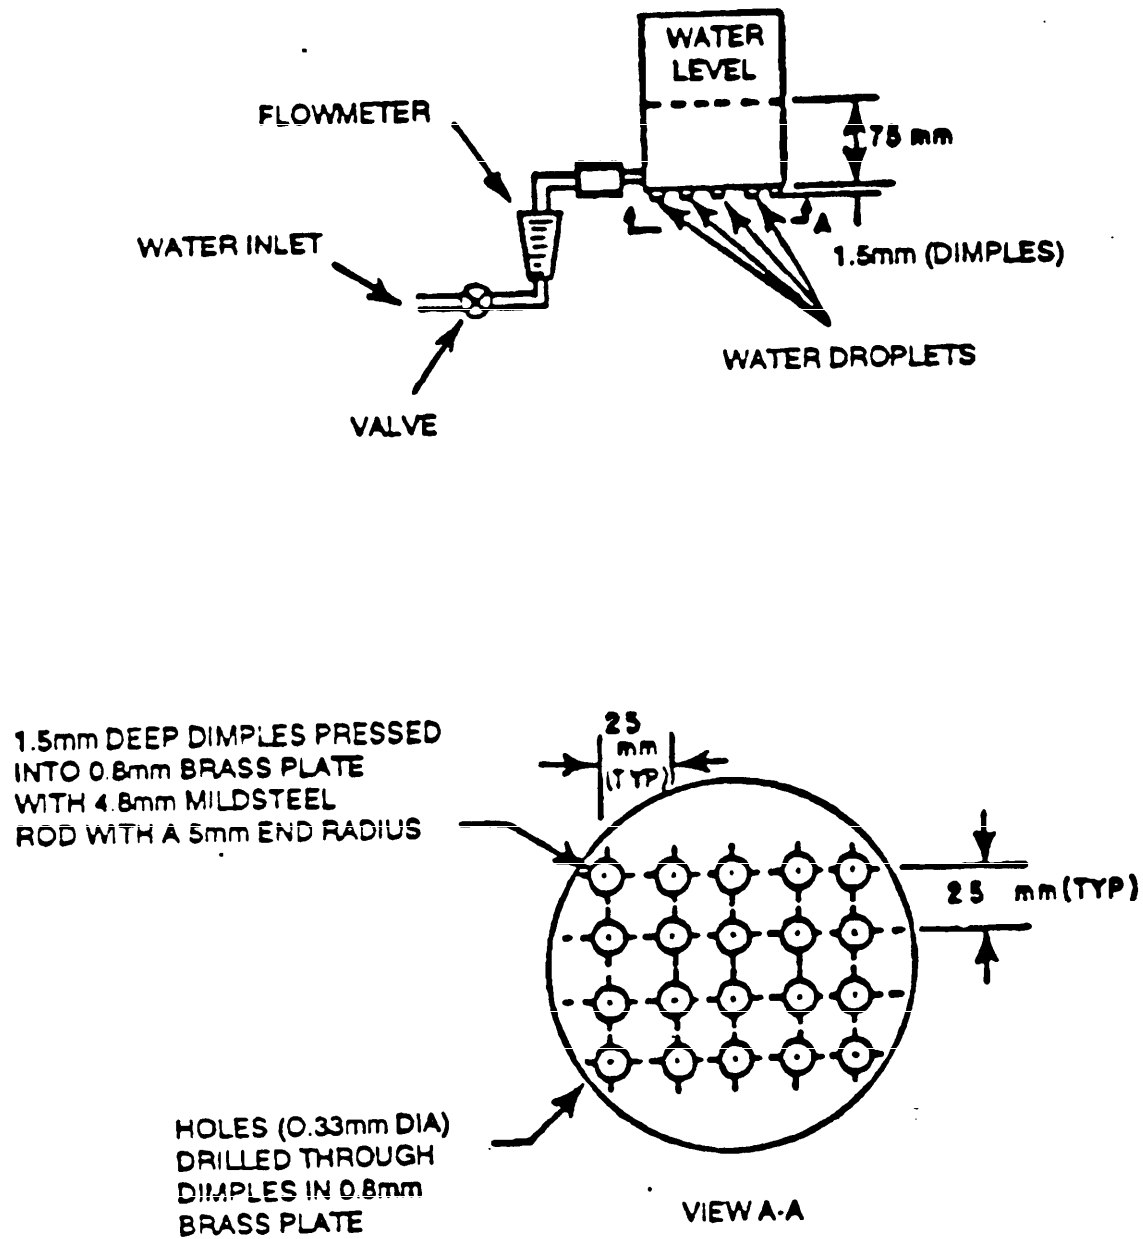 WATER
LEVEL
FLOWMETER
75 mm
WATER INLET
A
1.5mm (DIMPLES)
WATER DROPLETS
VALVE
1.5mm DEEP DIMPLES PRESSED
INTO 0.8mm BRASS PLATE
WITH 4.8mm MILDSTEEL
ROD WITH A 5mm END RADIUS
25
mm
(TYP)
25 mm (TYP)
HOLES (0.33mm DIA)
DRILLED THROUGH
DIMPLES IN 0.8mm
BRASS PLATE
VIEW A-A